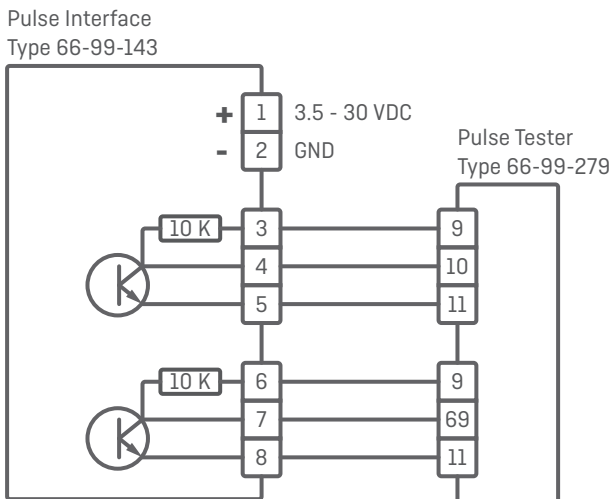 Pulse Interface
Type 66-99-143
+ 1 3.5 - 30 VDC
- 2 GND
Pulse Tester
Type 66-99-279
10 K 3 9
4 10
5 11
10 K 6 9
7 69
8 11